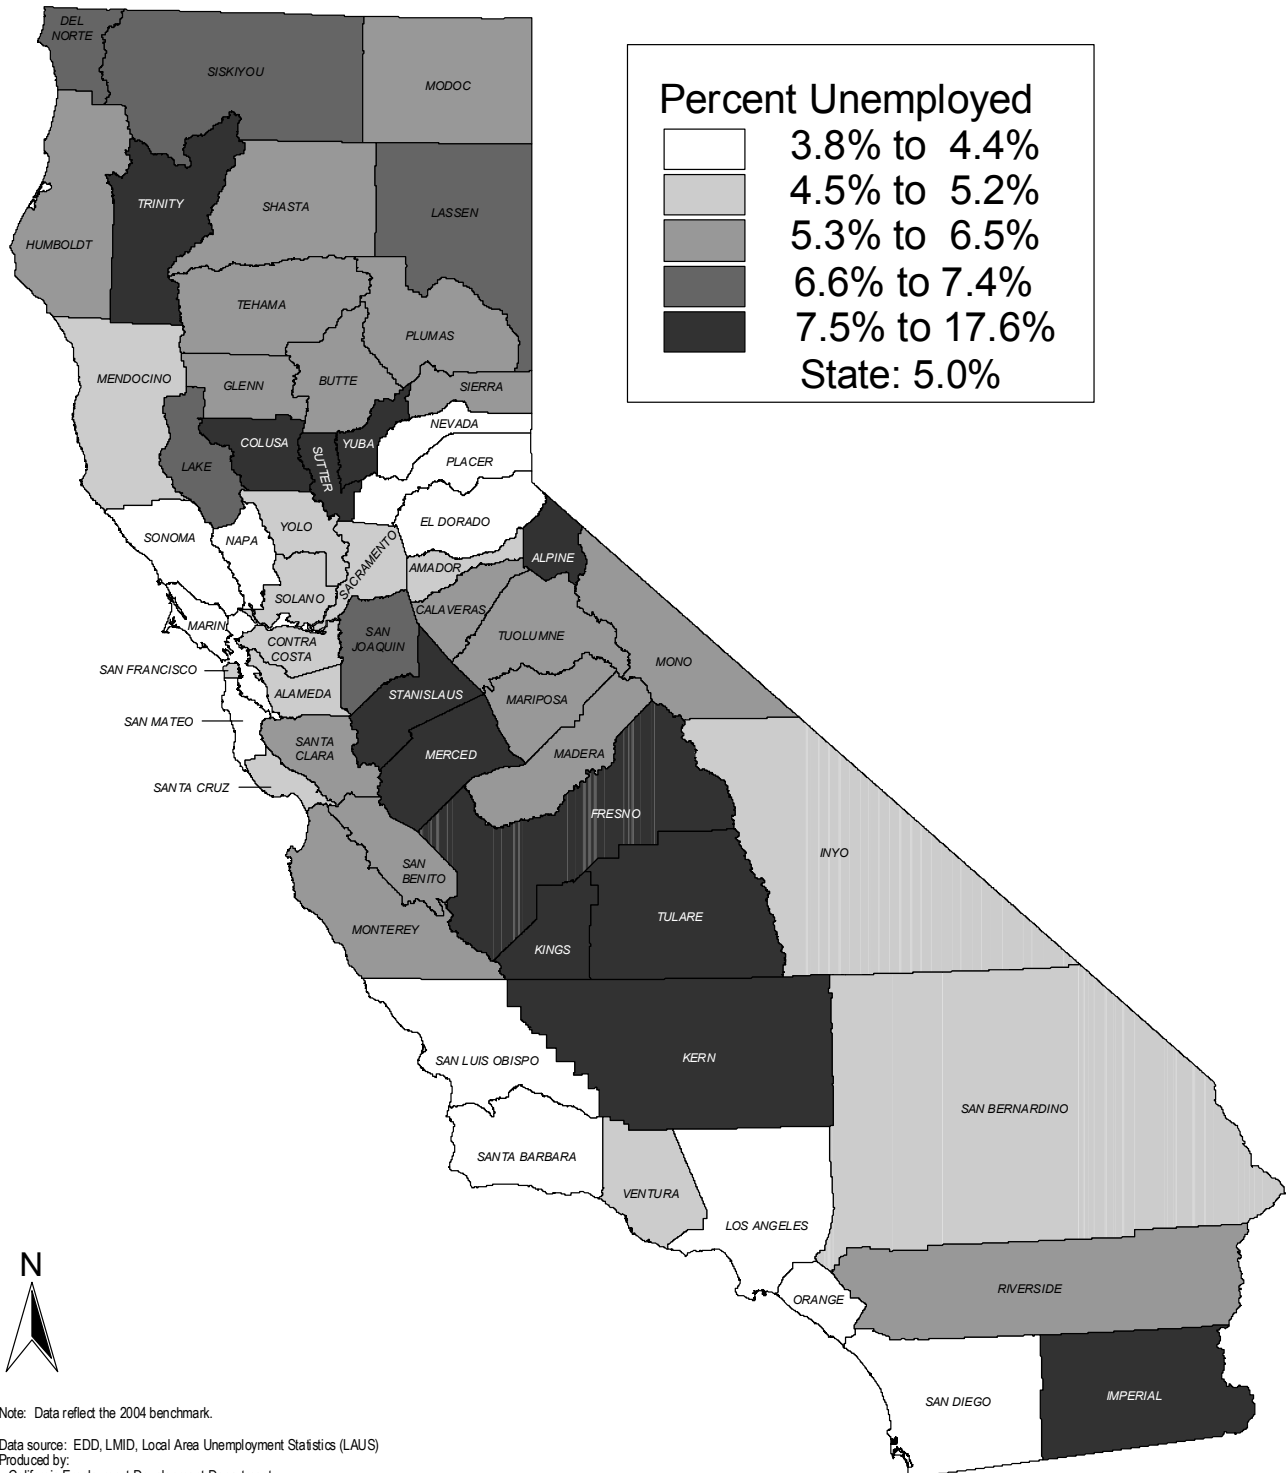 DEL
NORTE
SISKIYOU
MODOC
Percent Unemployed
3.8% to 4.4%
4.5% to 5.2%
5.3% to 6.5%
6.6% to 7.4%
7.5% to 17.6%
State: 5.0%
TRINITY
SHASTA
LASSEN
HUMBOLDT
TEHAMA
PLUMAS
MENDOCINO
GLENN
BUTTE
SIERRA
NEVADA
COLUSA
SUTTER
YUBA
PLACER
LAKE
EL DORADO
YOLO
SONOMA
NAPA
SACRAMENTO
ALPINE
AMADOR
SOLANO
CALAVERAS
MARIN
SAN
JOAQUIN
TUOLUMNE
CONTRA
COSTA
MONO
SAN FRANCISCO
ALAMEDA
STANISLAUS
MARIPOSA
SAN MATEO
SANTA
CLARA
MERCED
MADERA
SANTA CRUZ
FRESNO
INYO
SAN
BENITO
TULARE
MONTEREY
KINGS
SAN LUIS OBISPO
KERN
SAN BERNARDINO
SANTA BARBARA
VENTURA
LOS ANGELES
N
RIVERSIDE
ORANGE
SAN DIEGO
IMPERIAL
Note: Data reflect the 2004 benchmark.
Data source: EDD, LMID, Local Area Unemployment Statistics (LAUS)
Produced by: